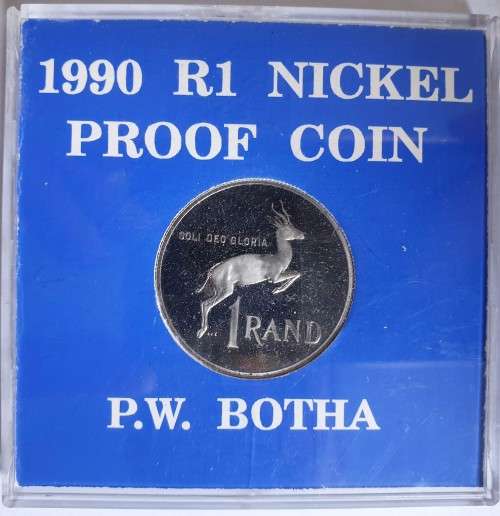 1990 R1 NICKEL
PROOF COIN
SOLI DEO GLORIA
1 RAND
P.W. BOTHA